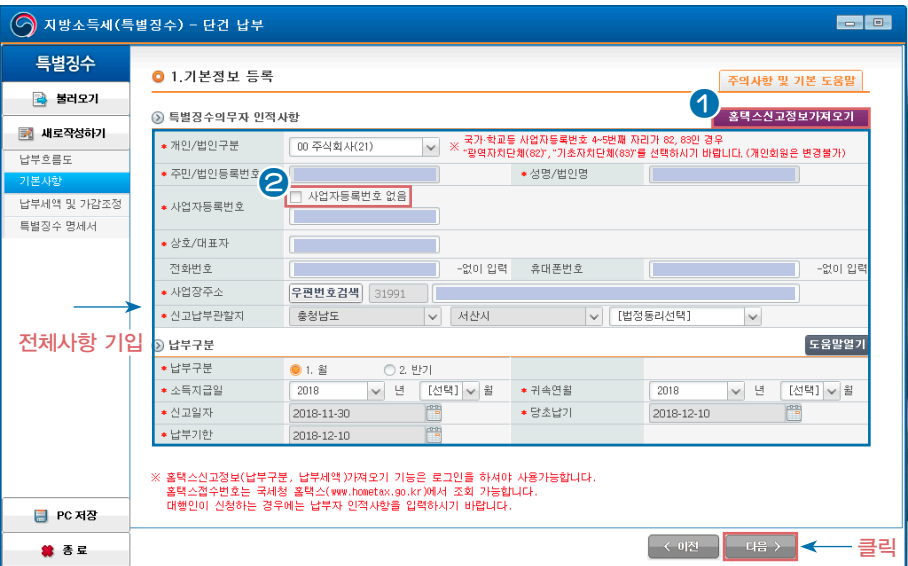 지방소득세(특별징수) - 단건 납부
특별징수
불러오기
새로작성하기
납부흐름도
기본사항
납부세액 및 가감조정
특별징수 명세서
PC 저장
종 료
1.기본정보 등록
주의사항 및 기본 도움말
1
특별징수의무자 인적사항
홈택스신고정보가져오기
* 개인/법인구분 00 주식회사(21) ※ 국가·학교등 사업자등록번호 4~5번째 자리가 82, 83인 경우
"광역자치단체(82)", "기초자치단체(83)"를 선택하시기 바랍니다. (개인회원은 변경불가)
* 주민/법인등록번호 * 성명/법인명
2
* 사업자등록번호 사업자등록번호 없음
* 상호/대표자
전화번호 -없이 입력 휴대폰번호 -없이 입력
* 사업장주소 우편번호검색 31991
* 신고납부관할지 충청남도 서산시 [법정동리선택]
전체사항 기입
납부구분 도움말열기
* 납부구분 1. 월 2. 반기
* 소득지급일 2018 년 [선택] 월 * 귀속연월 2018 년 [선택] 월
* 신고일자 2018-11-30 * 당초납기 2018-12-10
* 납부기한 2018-12-10
※ 홈택스신고정보(납부구분, 납부세액)가져오기 기능은 로그인을 하셔야 사용가능합니다.
홈택스접수번호는 국세청 홈택스(www.hometax.go.kr)에서 조회 가능합니다.
대행인이 신청하는 경우에는 납부자 인적사항을 입력하시기 바랍니다.
< 이전 다음 > 클릭